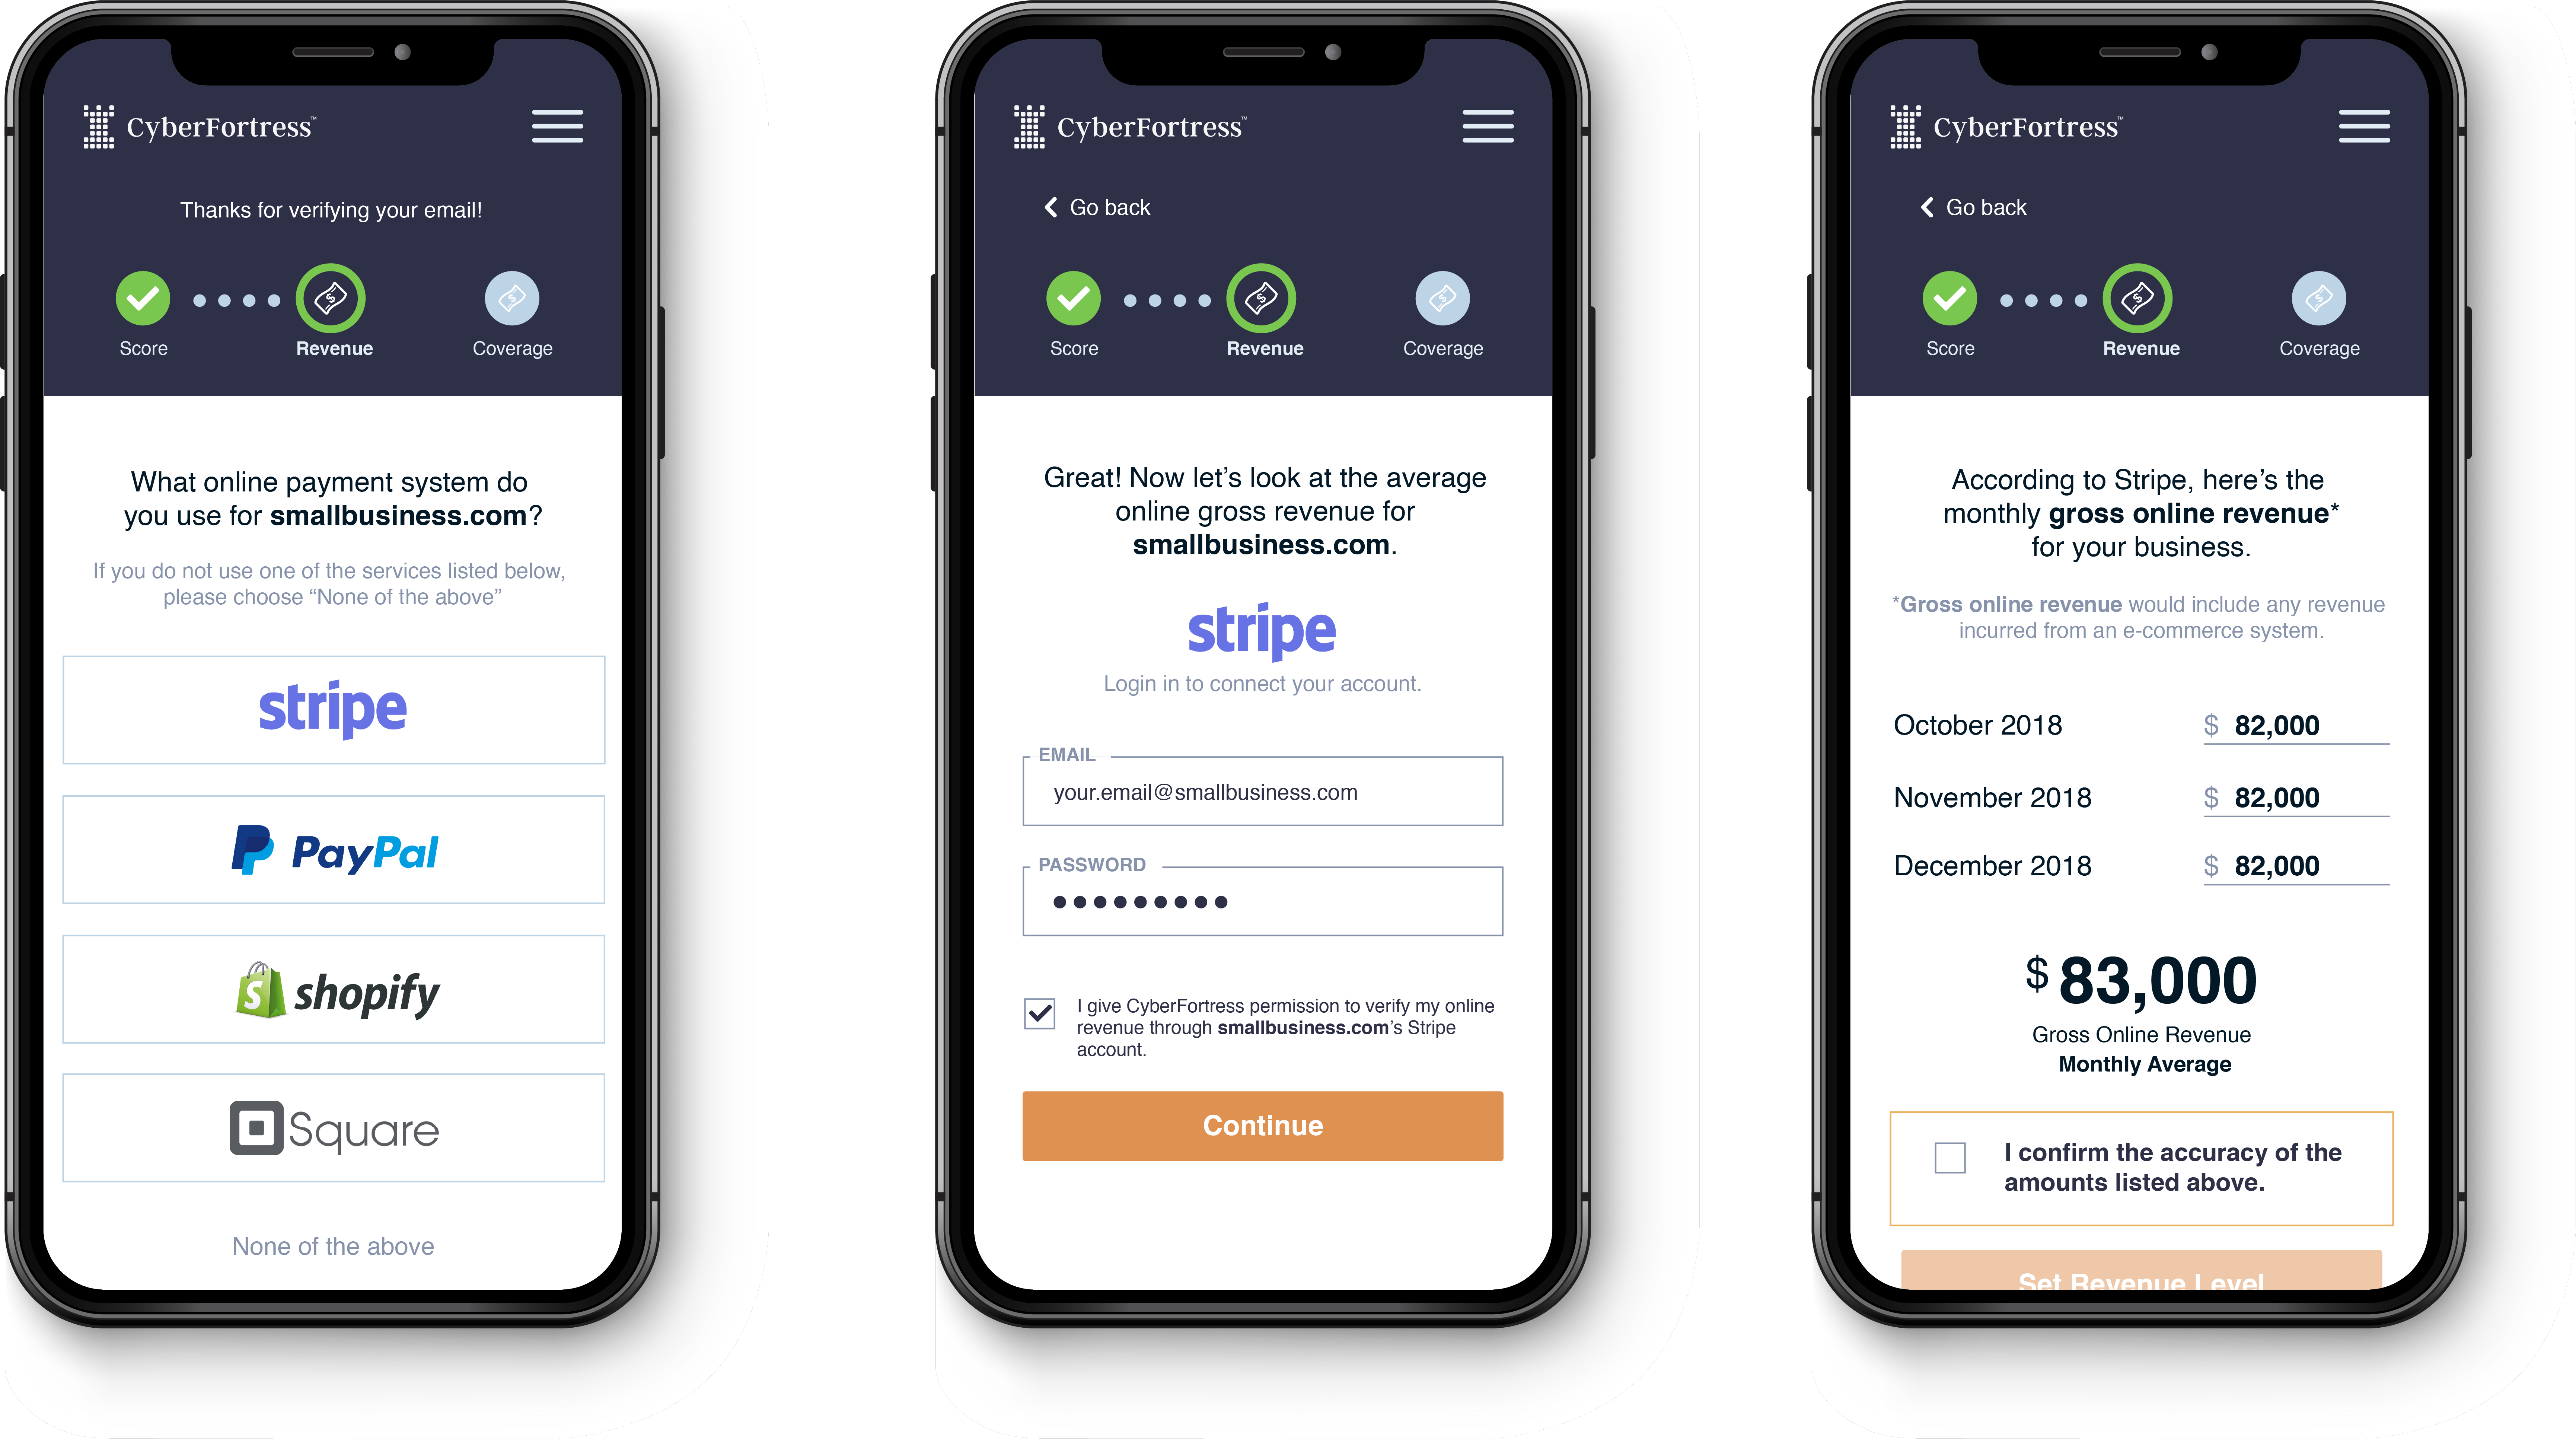 CyberFortress™
Thanks for verifying your email!
Score
Revenue
Coverage
What online payment system do
you use for smallbusiness.com?
If you do not use one of the services listed below,
please choose “None of the above”
stripe
PayPal
shopify
Square
None of the above
CyberFortress™
Go back
Score
Revenue
Coverage
Great! Now let’s look at the average
online gross revenue for
smallbusiness.com.
stripe
Login in to connect your account.
EMAIL
your.email@smallbusiness.com
PASSWORD
I give CyberFortress permission to verify my online
revenue through smallbusiness.com’s Stripe
account.
Continue
CyberFortress™
Go back
Score
Revenue
Coverage
According to Stripe, here’s the
monthly gross online revenue*
for your business.
*Gross online revenue would include any revenue
incurred from an e-commerce system.
October 2018 $ 82,000
November 2018 $ 82,000
December 2018 $ 82,000
$ 83,000
Gross Online Revenue
Monthly Average
I confirm the accuracy of the
amounts listed above.
Set Revenue Level